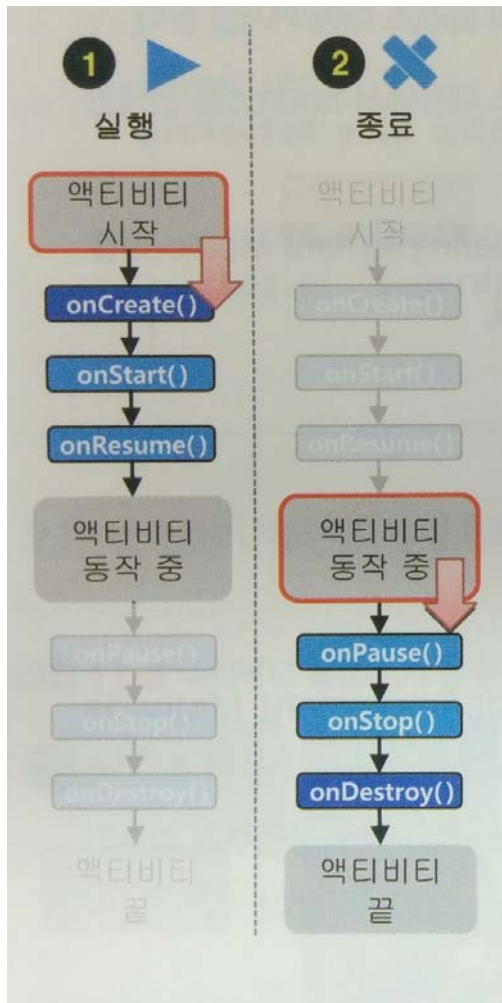 1
실행
액티비티
시작
onCreate()
onStart()
onResume()
액티비티
동작 중
onPause()
onStop()
onDestroy()
액티비티
끝
2
종료
액티비티
시작
onCreate()
onStart()
onResume()
액티비티
동작 중
onPause()
onStop()
onDestroy()
액티비티
끝